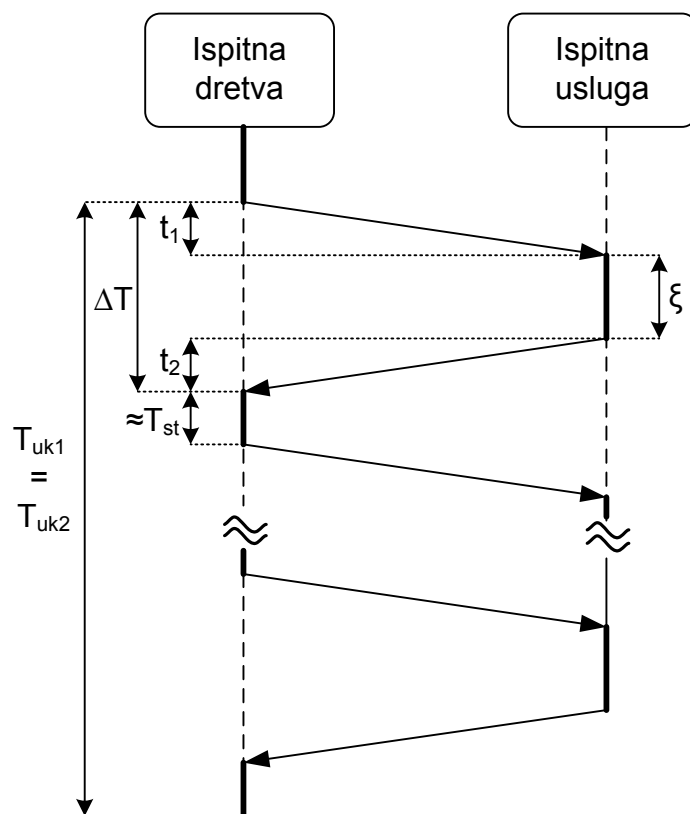 Ispitna
dretva
Ispitna
usluga
t₁
ΔT
ξ
t₂
≈Tₛₜ
Tᵤₖ₁
=
Tᵤₖ₂